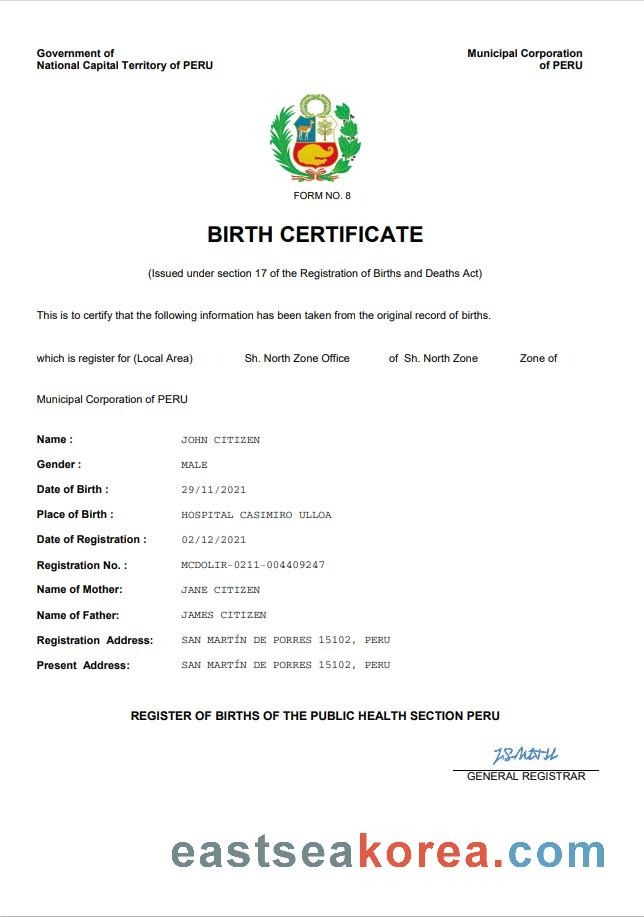 Government of
National Capital Territory of PERU
Municipal Corporation
of PERU
FORM NO. 8
BIRTH CERTIFICATE
(Issued under section 17 of the Registration of Births and Deaths Act)
This is to certify that the following information has been taken from the original record of births.
which is register for (Local Area) Sh. North Zone Office of Sh. North Zone Zone of
Municipal Corporation of PERU
Name : JOHN CITIZEN
Gender : MALE
Date of Birth : 29/11/2021
Place of Birth : HOSPITAL CASIMIRO ULLOA
Date of Registration : 02/12/2021
Registration No. : MCDOLIR-0211-004409247
Name of Mother: JANE CITIZEN
Name of Father: JAMES CITIZEN
Registration Address: SAN MARTÍN DE PORRES 15102, PERU
Present Address: SAN MARTÍN DE PORRES 15102, PERU
REGISTER OF BIRTHS OF THE PUBLIC HEALTH SECTION PERU
GENERAL REGISTRAR
eastseakorea.com